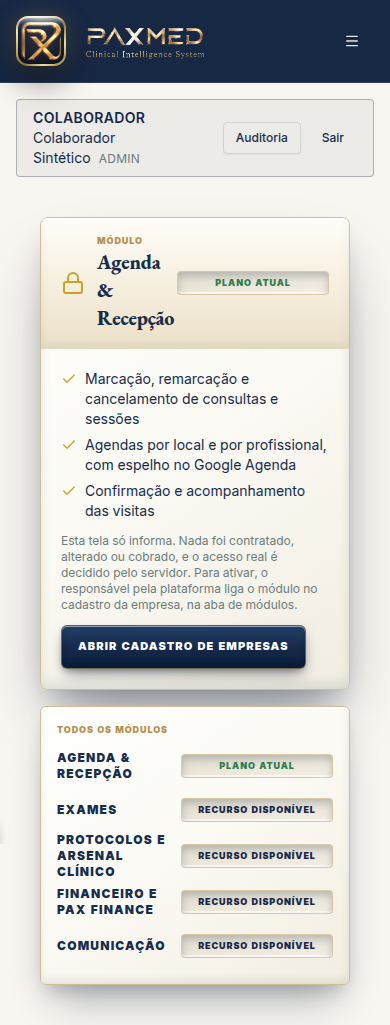 PAXMED
Clinical Intelligence System
COLABORADOR
Colaborador
Sintético ADMIN
Auditoria
Sair
MÓDULO
Agenda
&
Recepção
PLANO ATUAL
Marcação, remarcação e
cancelamento de consultas e
sessões
Agendas por local e por profissional,
com espelho no Google Agenda
Confirmação e acompanhamento
das visitas
Esta tela só informa. Nada foi contratado,
alterado ou cobrado, e o acesso real é
decidido pelo servidor. Para ativar, o
responsável pela plataforma liga o módulo no
cadastro da empresa, na aba de módulos.
ABRIR CADASTRO DE EMPRESAS
TODOS OS MÓDULOS
AGENDA &
RECEPÇÃO
PLANO ATUAL
EXAMES
RECURSO DISPONÍVEL
PROTOCOLOS E
ARSENAL
CLÍNICO
RECURSO DISPONÍVEL
FINANCEIRO E
PAX FINANCE
RECURSO DISPONÍVEL
COMUNICAÇÃO
RECURSO DISPONÍVEL